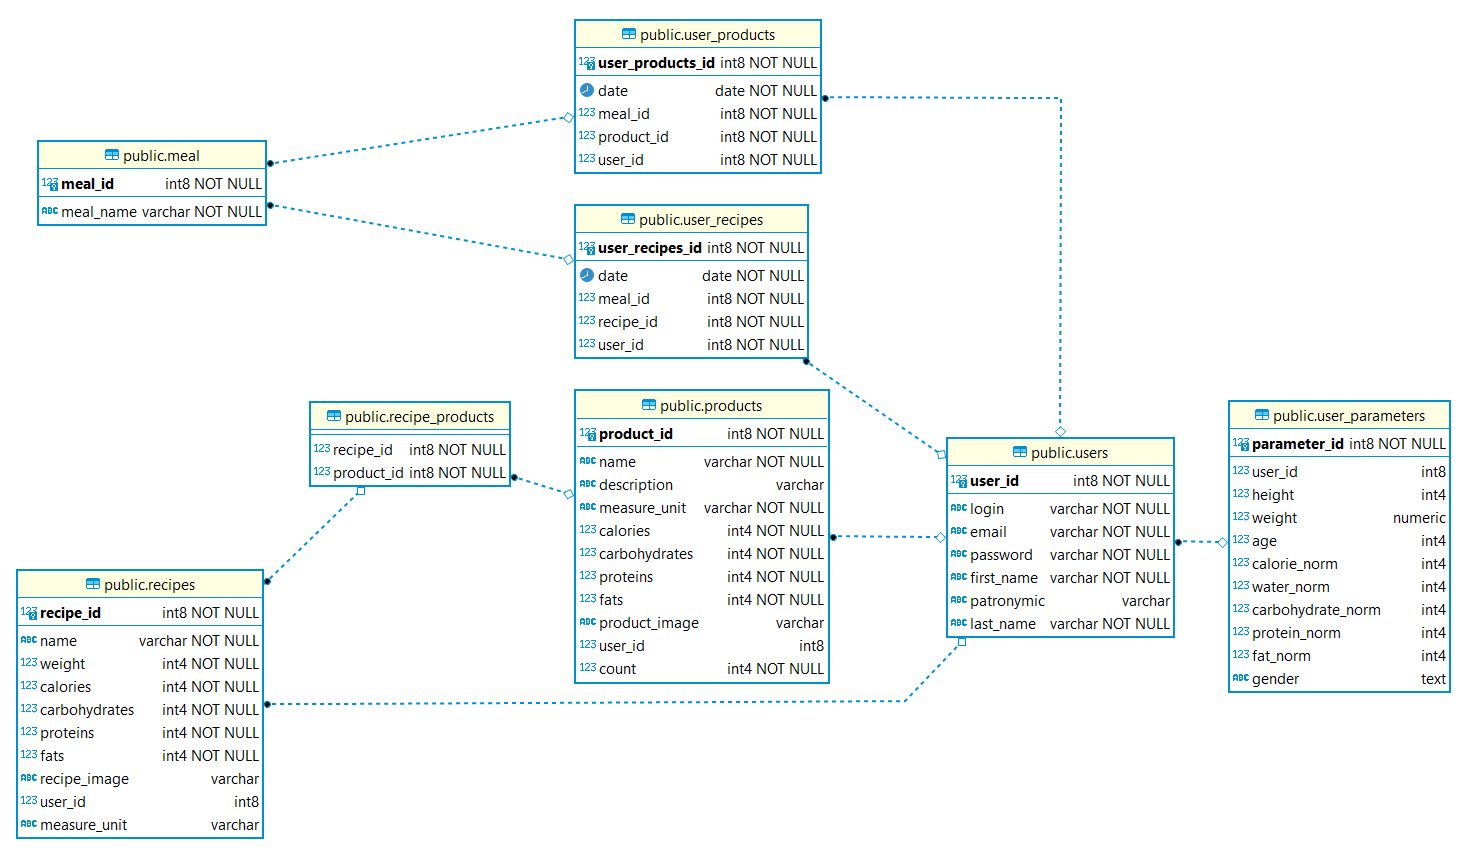 public.user_products
user_products_id int8 NOT NULL
date date NOT NULL
meal_id int8 NOT NULL
product_id int8 NOT NULL
user_id int8 NOT NULL
public.meal
meal_id int8 NOT NULL
meal_name varchar NOT NULL
public.user_recipes
user_recipes_id int8 NOT NULL
date date NOT NULL
meal_id int8 NOT NULL
recipe_id int8 NOT NULL
user_id int8 NOT NULL
public.recipe_products
recipe_id int8 NOT NULL
product_id int8 NOT NULL
public.products
product_id int8 NOT NULL
name varchar NOT NULL
description varchar
measure_unit varchar NOT NULL
calories int4 NOT NULL
carbohydrates int4 NOT NULL
proteins int4 NOT NULL
fats int4 NOT NULL
product_image varchar
user_id int8
count int4 NOT NULL
public.users
user_id int8 NOT NULL
login varchar NOT NULL
email varchar NOT NULL
password varchar NOT NULL
first_name varchar NOT NULL
patronymic varchar
last_name varchar NOT NULL
public.user_parameters
parameter_id int8 NOT NULL
user_id int8
height int4
weight numeric
age int4
calorie_norm int4
water_norm int4
carbohydrate_norm int4
protein_norm int4
fat_norm int4
gender text
public.recipes
recipe_id int8 NOT NULL
name varchar NOT NULL
weight int4 NOT NULL
calories int4 NOT NULL
carbohydrates int4 NOT NULL
proteins int4 NOT NULL
fats int4 NOT NULL
recipe_image varchar
user_id int8
measure_unit varchar